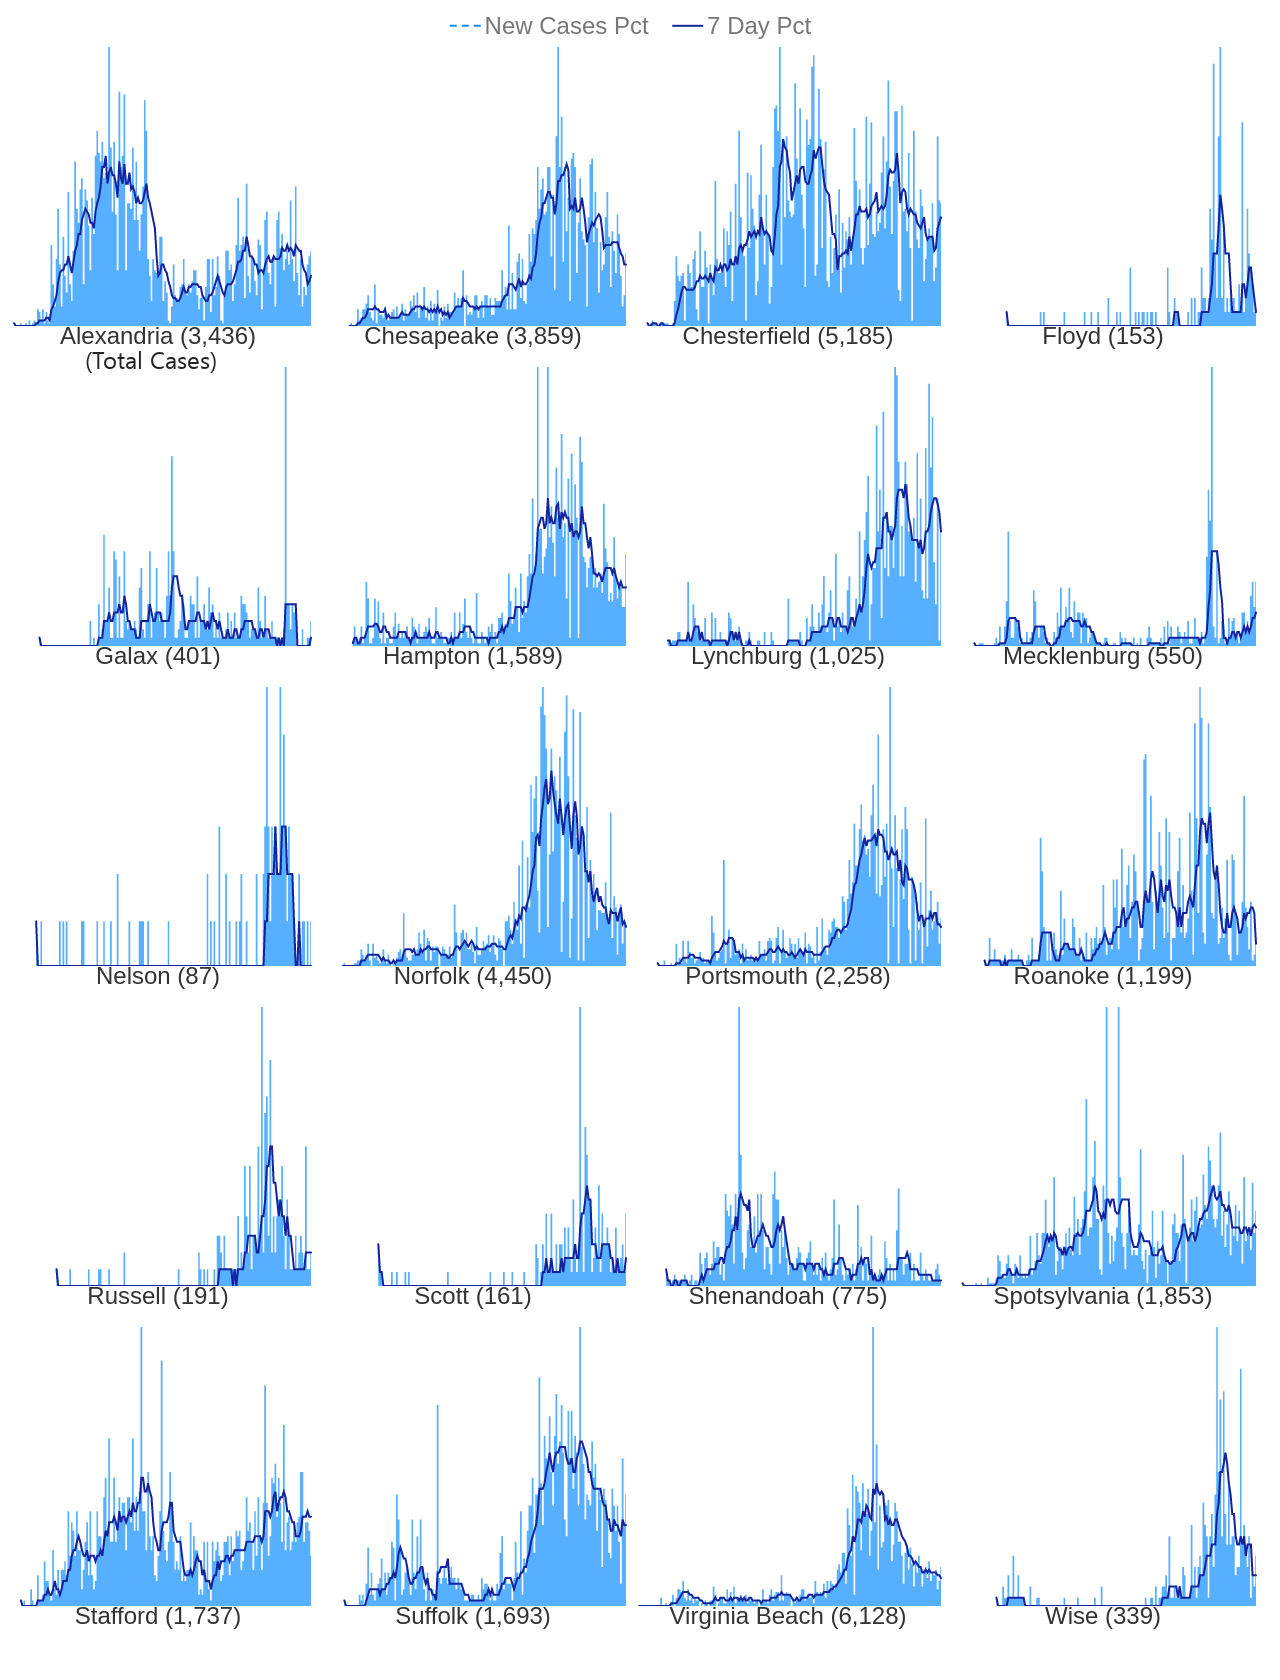 New Cases Pct 7 Day Pct
Alexandria (3,436) Chesapeake (3,859) Chesterfield (5,185) Floyd (153)
(Total Cases)
Galax (401) Hampton (1,589) Lynchburg (1,025) Mecklenburg (550)
Nelson (87) Norfolk (4,450) Portsmouth (2,258) Roanoke (1,199)
Russell (191) Scott (161) Shenandoah (775) Spotsylvania (1,853)
Stafford (1,737) Suffolk (1,693) Virginia Beach (6,128) Wise (339)